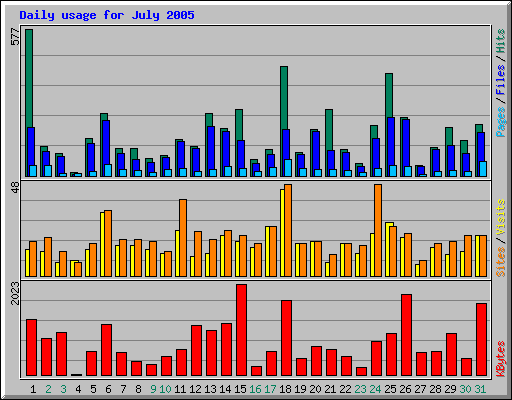 Daily usage for July 2005
577
Pages / Files / Hits
48
Sites / Visits
2023
KBytes
1 2 3 4 5 6 7 8 9 10 11 12 13 14 15 16 17 18 19 20 21 22 23 24 25 26 27 28 29 30 31